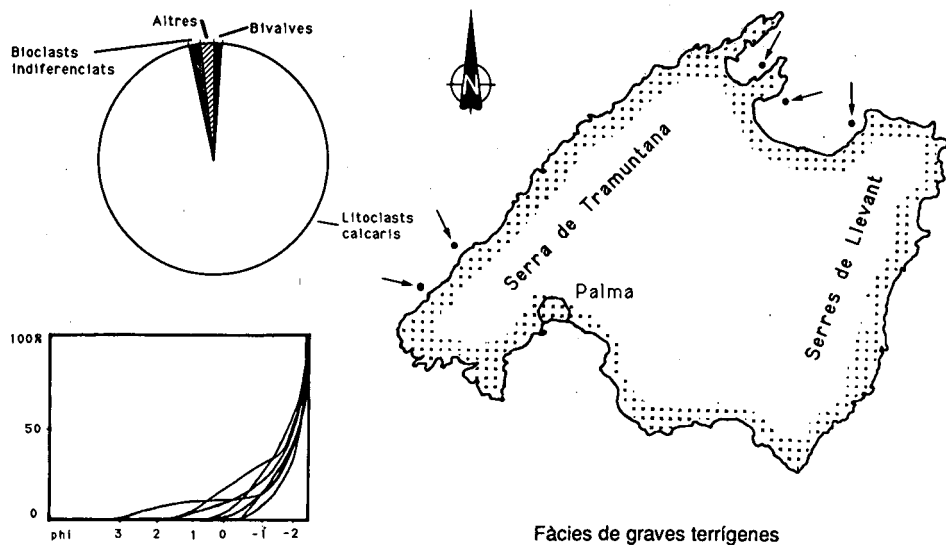 Altres
Bivalves
Bioclasts
indiferenciats
N
Litoclasts
calcaris
Serra de Tramuntana
Serres de Llevant
Palma
100%
50
0
phi 3 2 1 0 -1 -2
Fàcies de graves terrígenes